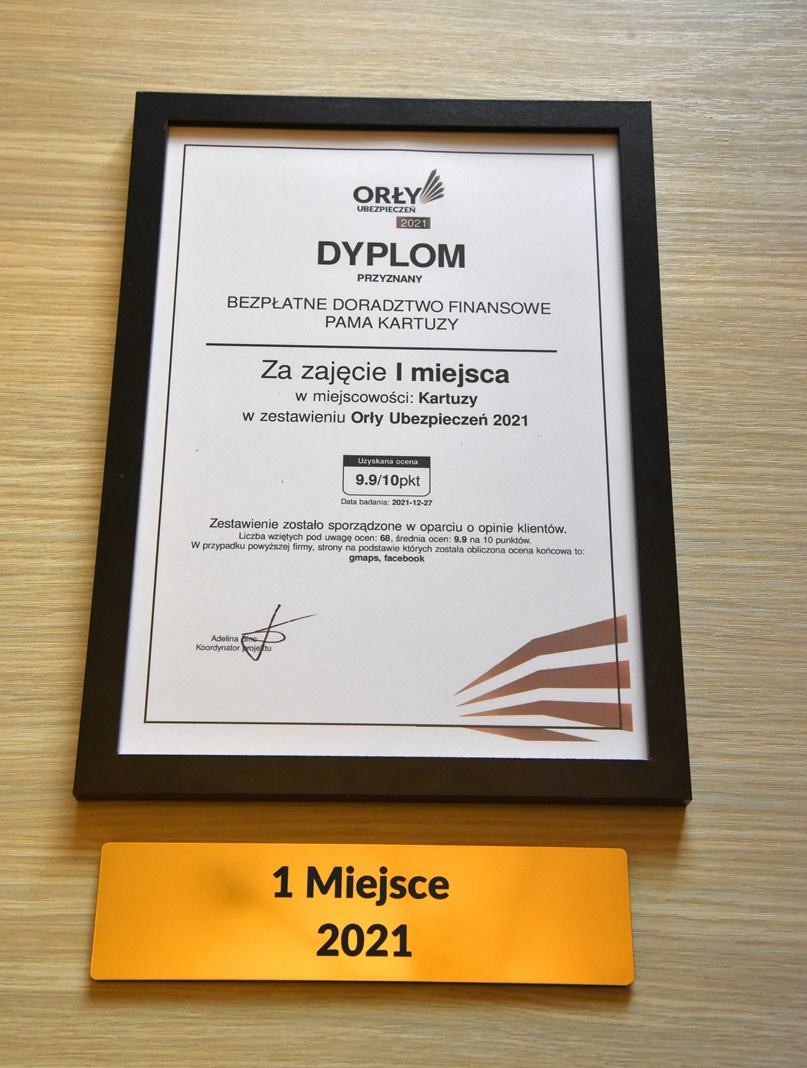 ORŁY
UBEZPIECZEŃ
2021
DYPLOM
PRZYZNANY
BEZPŁATNE DORADZTWO FINANSOWE
PAMA KARTUZY
Za zajęcie I miejsca
w miejscowości: Kartuzy
w zestawieniu Orły Ubezpieczeń 2021
Uzyskana ocena
9.9/10pkt
Data badania: 2021-12-27
Zestawienie zostało sporządzone w oparciu o opinie klientów.
Liczba wziętych pod uwagę ocen: 68, średnia ocen: 9.9 na 10 punktów.
W przypadku powyższej firmy, strony na podstawie których została obliczona ocena końcowa to:
gmaps, facebook
Adelina
Koordynator projektu
1 Miejsce
2021